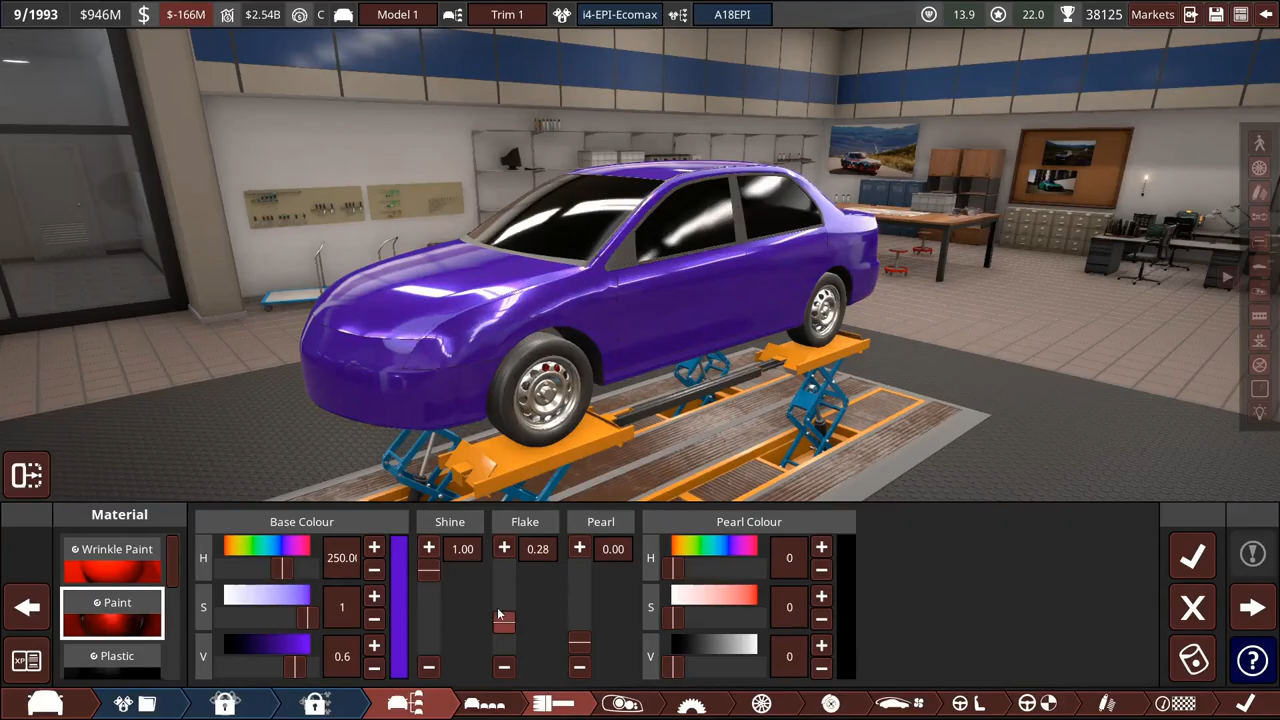 9/1993 $946M $ $-166M $2.54B C Model 1 Trim 1 i4-EPI-Ecomax A18EPI 13.9 22.0 38125 Markets
Material
Wrinkle Paint
Paint
Plastic
Base Colour
H 250.0
S 1
V 0.6
Shine
+ 1.00
-
Flake
+ 0.28
-
Pearl
+ 0.00
-
Pearl Colour
H 0
S 0
V 0
XP